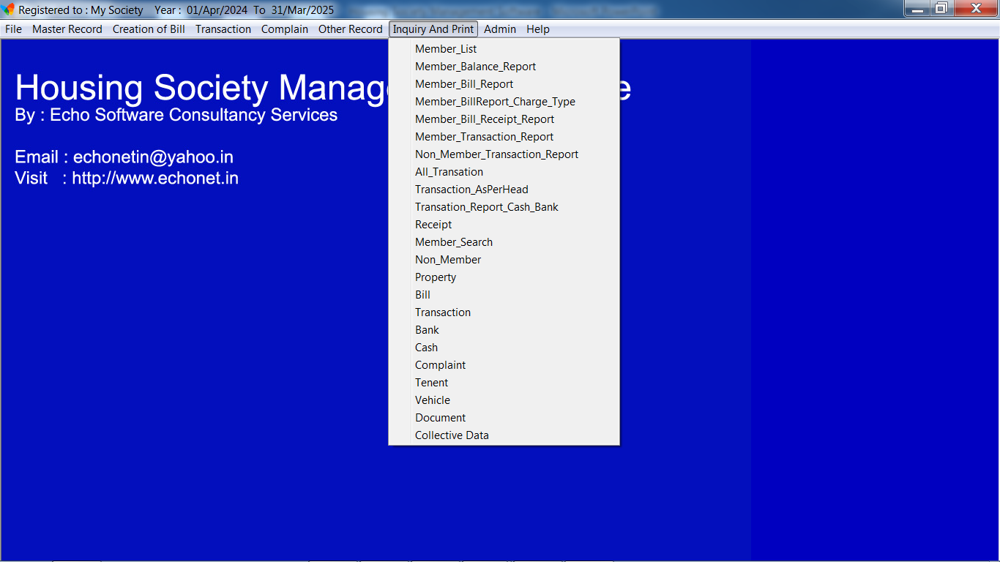 Registered to : My Society Year : 01/Apr/2024 To 31/Mar/2025
File Master Record Creation of Bill Transaction Complain Other Record Inquiry And Print Admin Help
Housing Society Manag
By : Echo Software Consultancy Services
Email : echonetin@yahoo.in
Visit : http://www.echonet.in
Member_List
Member_Balance_Report
Member_Bill_Report
Member_BillReport_Charge_Type
Member_Bill_Receipt_Report
Member_Transaction_Report
Non_Member_Transaction_Report
All_Transation
Transaction_AsPerHead
Transation_Report_Cash_Bank
Receipt
Member_Search
Non_Member
Property
Bill
Transaction
Bank
Cash
Complaint
Tenent
Vehicle
Document
Collective Data